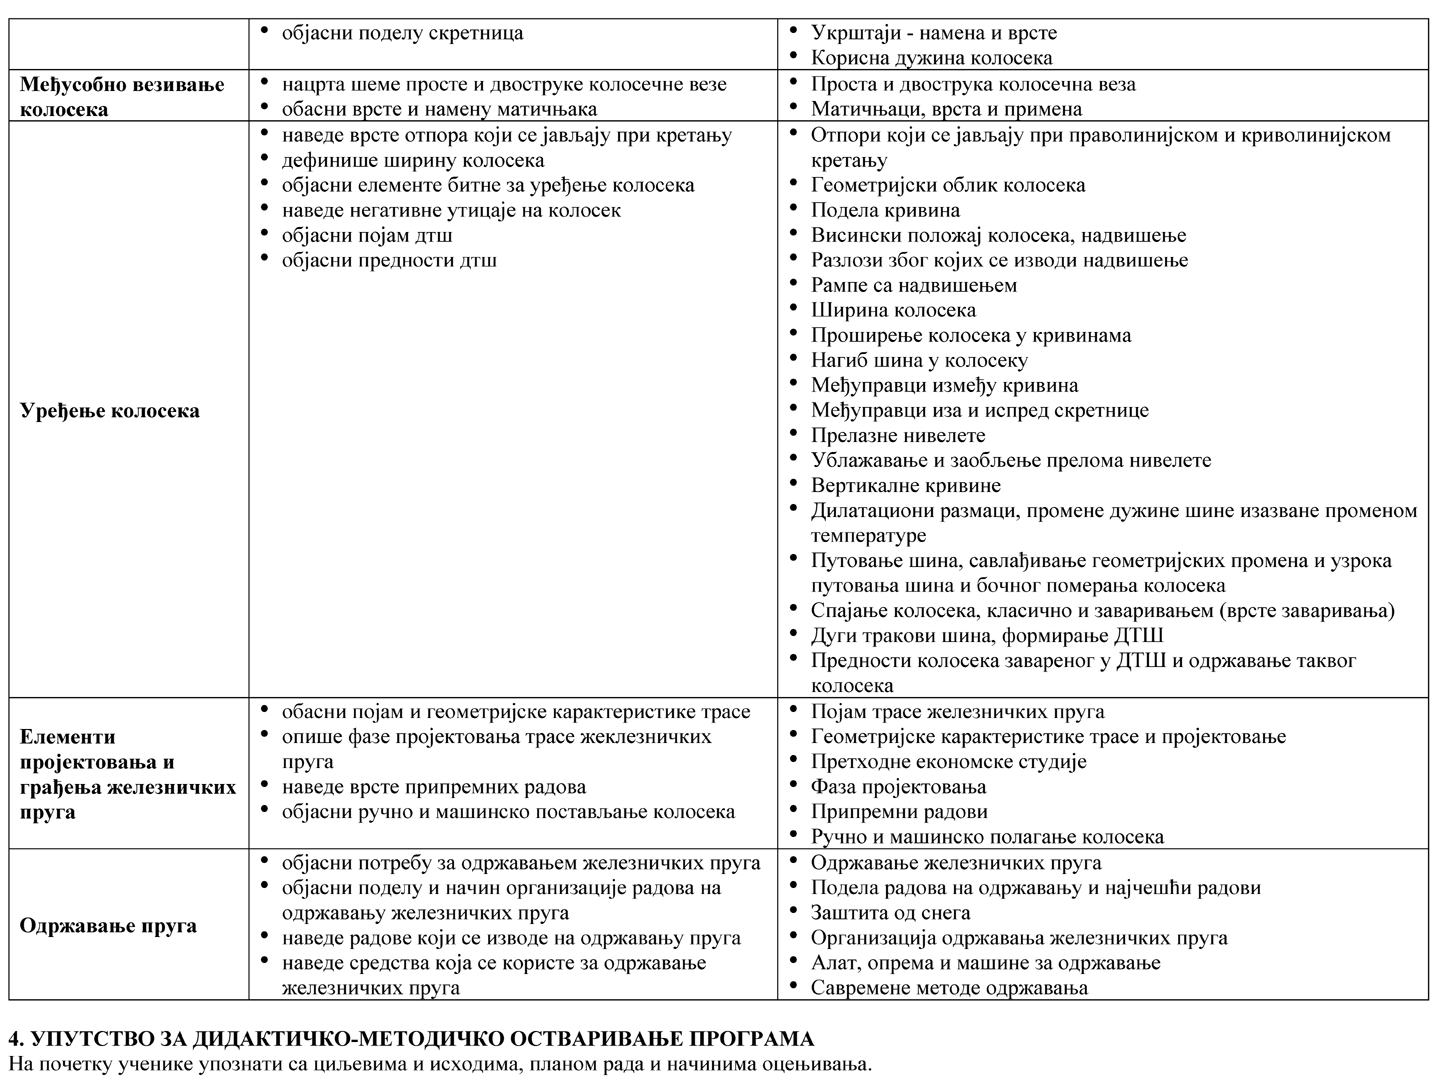 • објасни поделу скретница
• Укрштаји - намена и врсте
• Корисна дужина колосека
Међусобно везивање
колосека
• нацрта шеме просте и двоструке колосечне везе
• обасни врсте и намену матичњака
• Проста и двострука колосечна веза
• Матичњаци, врста и примена
Уређење колосека
• наведе врсте отпора који се јављају при кретању
• дефинише ширину колосека
• објасни елементе битне за уређење колосека
• наведе негативне утицаје на колосек
• објасни појам дтш
• објасни предности дтш
• Отпори који се јављају при праволинијском и криволинијском
кретању
• Геометријски облик колосека
• Подела кривина
• Висински положај колосека, надвишење
• Разлози због којих се изводи надвишење
• Рампе са надвишењем
• Ширина колосека
• Проширење колосека у кривинама
• Нагиб шина у колосеку
• Међуправци између кривина
• Међуправци иза и испред скретнице
• Прелазне нивелете
• Ублажавање и заобљење прелома нивелете
• Вертикалне кривине
• Дилатациони размаци, промене дужине шине изазване променом
температуре
• Путовање шина, савлађивање геометријских промена и узрока
путовања шина и бочног померања колосека
• Спајање колосека, класично и заваривањем (врсте заваривања)
• Дуги тракови шина, формирање ДТШ
• Предности колосека завареног у ДТШ и одржавање таквог
колосека
Елементи
пројектовања и
грађења железничких
пруга
• обасни појам и геометријске карактеристике трасе
• опише фазе пројектовања трасе жеклезничких
пруга
• наведе врсте припремних радова
• објасни ручно и машинско постављање колосека
• Појам трасе железничких пруга
• Геометријске карактеристике трасе и пројектовање
• Претходне економске студије
• Фаза пројектовања
• Припремни радови
• Ручно и машинско полагање колосека
Одржавање пруга
• објасни потребу за одржавањем железничких пруга
• објасни поделу и начин организације радова на
одржавању железничких пруга
• наведе радове који се изводе на одржавању пруга
• наведе средства која се користе за одржавање
железничких пруга
• Одржавање железничких пруга
• Подела радова на одржавању и најчешћи радови
• Заштита од снега
• Организација одржавања железничких пруга
• Алат, опрема и машине за одржавање
• Савремене методе одржавања
4. УПУТСТВО ЗА ДИДАКТИЧКО-МЕТОДИЧКО ОСТВАРИВАЊЕ ПРОГРАМА
На почетку ученике упознати са циљевима и исходима, планом рада и начинима оцењивања.